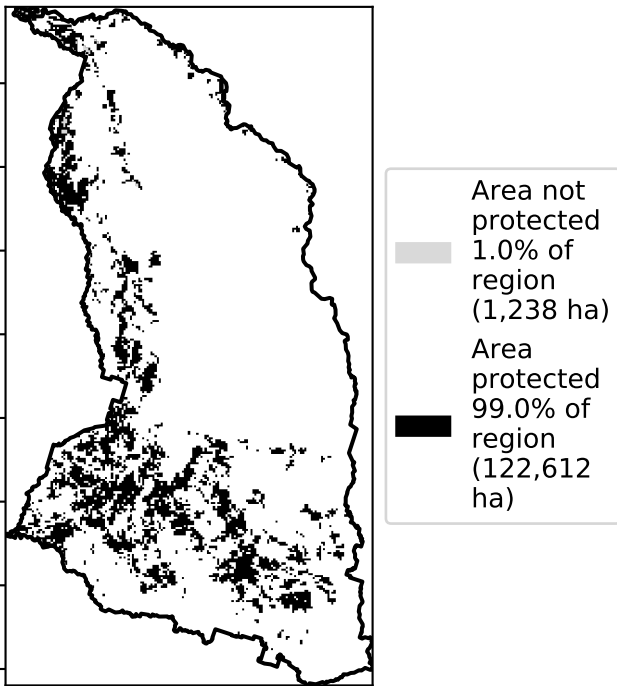 Area not
protected
1.0% of
region
(1,238 ha)
Area
protected
99.0% of
region
(122,612
ha)